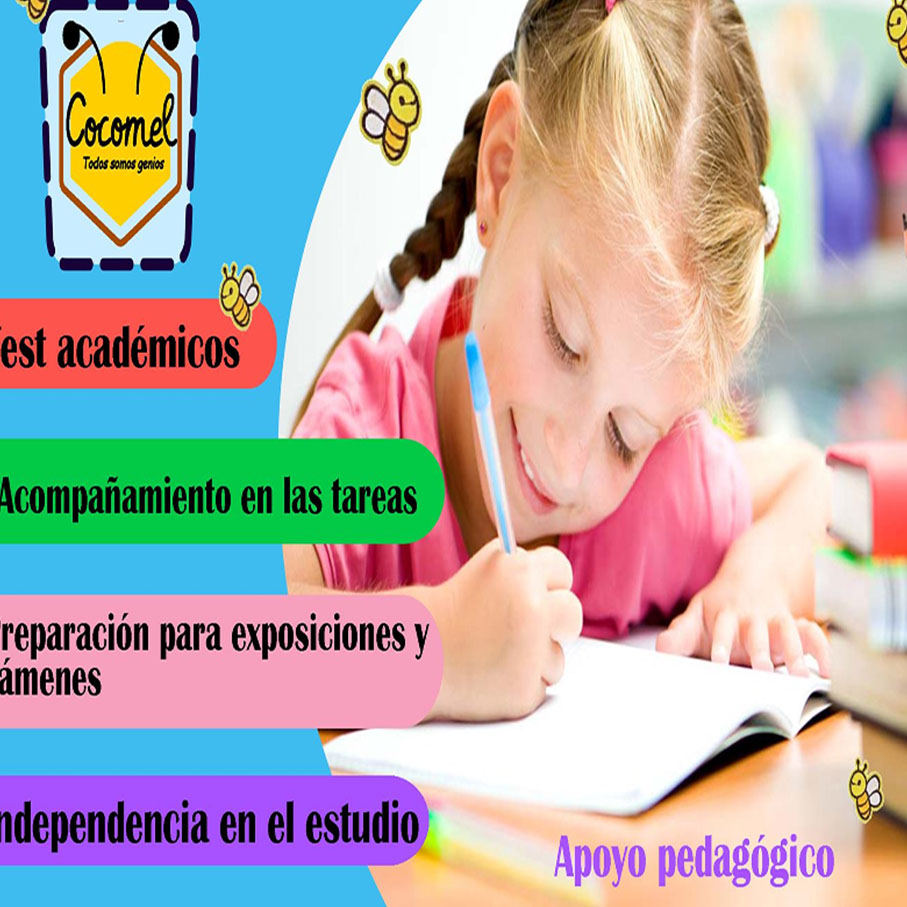 Cocomel
Todos somos genios
est académicos
Acompañamiento en las tareas
reparación para exposiciones y
ámenes
ndependencia en el estudio
Apoyo pedagógico